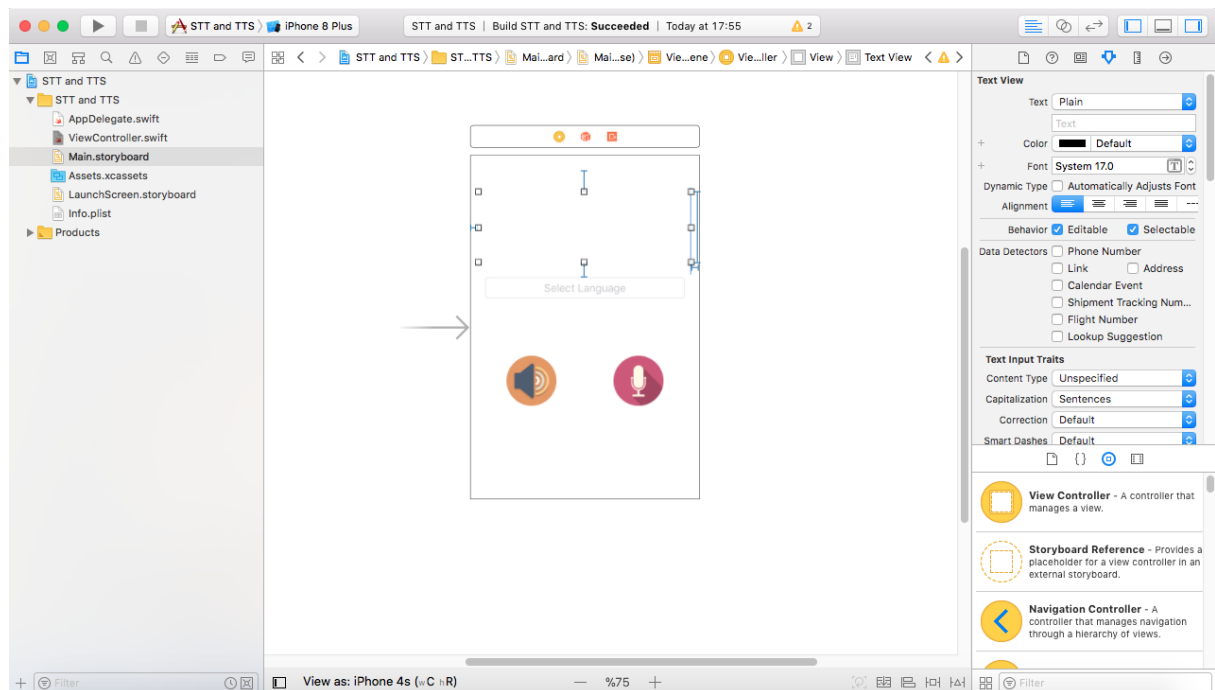 STT and TTS iPhone 8 Plus STT and TTS | Build STT and TTS: Succeeded | Today at 17:55 2
STT and TTS ST...TTS Mai...ard Mai...se) Vie...ene Vie...ller View Text View
STT and TTS
STT and TTS
AppDelegate.swift
ViewController.swift
Main.storyboard
Assets.xcassets
LaunchScreen.storyboard
Info.plist
Products
Filter
Select Language
View as: iPhone 4s (wC hR) %75
Text View
Text Plain
Text
Color Default
Font System 17.0 T
Dynamic Type Automatically Adjusts Font
Alignment
Behavior Editable Selectable
Data Detectors Phone Number
Link Address
Calendar Event
Shipment Tracking Num...
Flight Number
Lookup Suggestion
Text Input Traits
Content Type Unspecified
Capitalization Sentences
Correction Default
Smart Dashes Default
View Controller - A controller that
manages a view.
Storyboard Reference - Provides a
placeholder for a view controller in an
external storyboard.
Navigation Controller - A
controller that manages navigation
through a hierarchy of views.
Filter